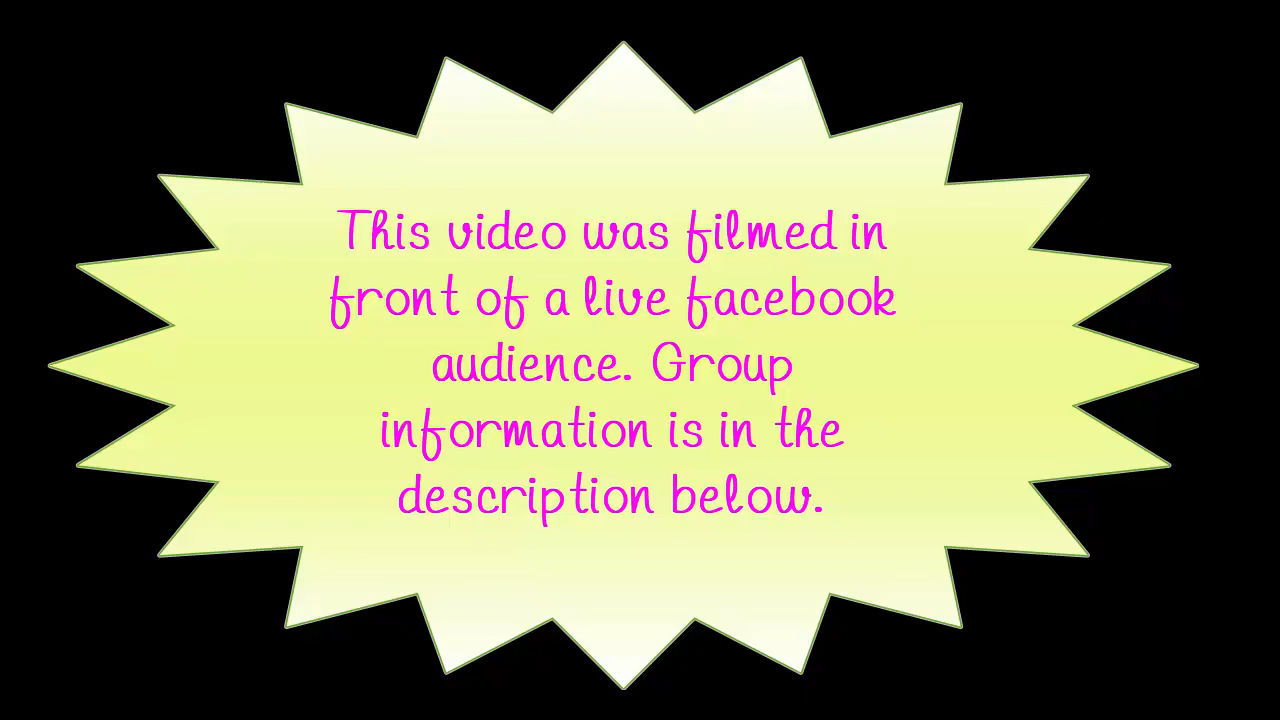 This video was filmed in
front of a live facebook
audience. Group
information is in the
description below.